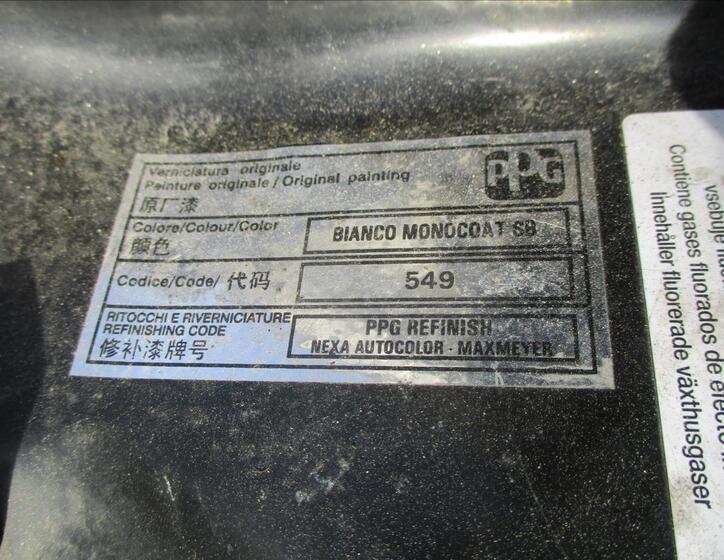 Verniciatura originale
Peinture originale / Original painting
原厂漆
PPG
Colore/Colour/Color
颜色
BIANCO MONOCOAT SB
Codice/Code/ 代码
549
RITOCCHI E RIVERNICIATURE
REFINISHING CODE
修补漆牌号
PPG REFINISH
NEXA AUTOCOLOR - MAXMEYER
Contiene gases fluorados de efecto
Innehåller fluorerade växthusgaser